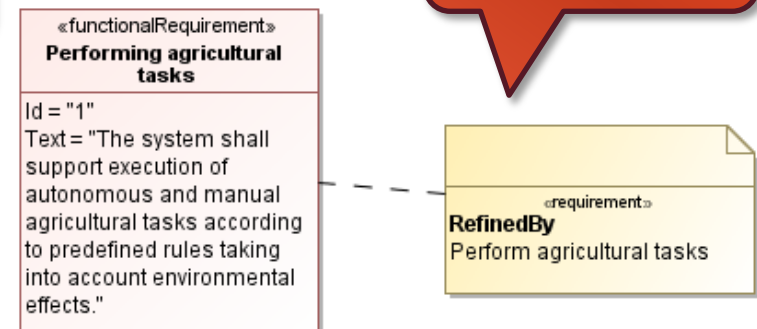 «functionalRequirement»
Performing agricultural
tasks
Id = "1"
Text = "The system shall
support execution of
autonomous and manual
agricultural tasks according
to predefined rules taking
into account environmental
effects."
«requirement»
RefinedBy
Perform agricultural tasks